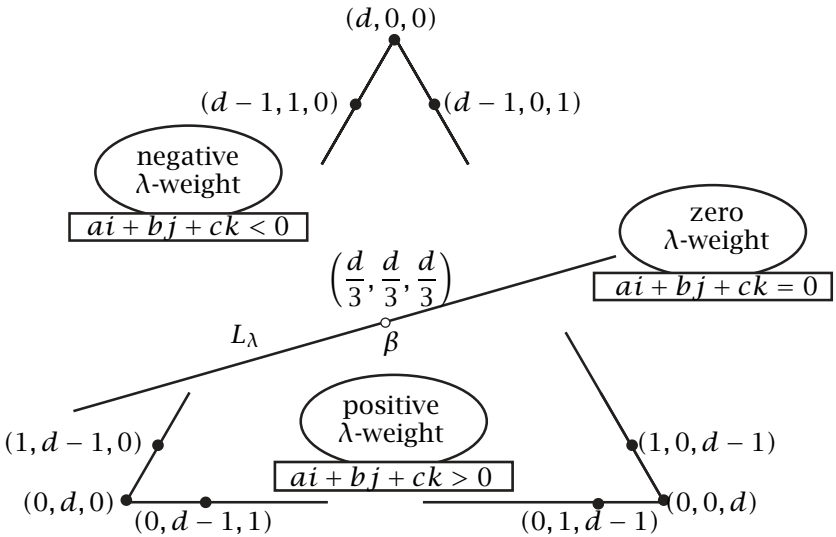 (d, 0, 0)
(d − 1, 1, 0)
(d − 1, 0, 1)
negative
λ-weight
ai + bj + ck < 0
zero
λ-weight
ai + bj + ck = 0
(d/3, d/3, d/3)
L_λ
β
positive
λ-weight
ai + bj + ck > 0
(1, d − 1, 0)
(1, 0, d − 1)
(0, d, 0)
(0, 0, d)
(0, d − 1, 1)
(0, 1, d − 1)